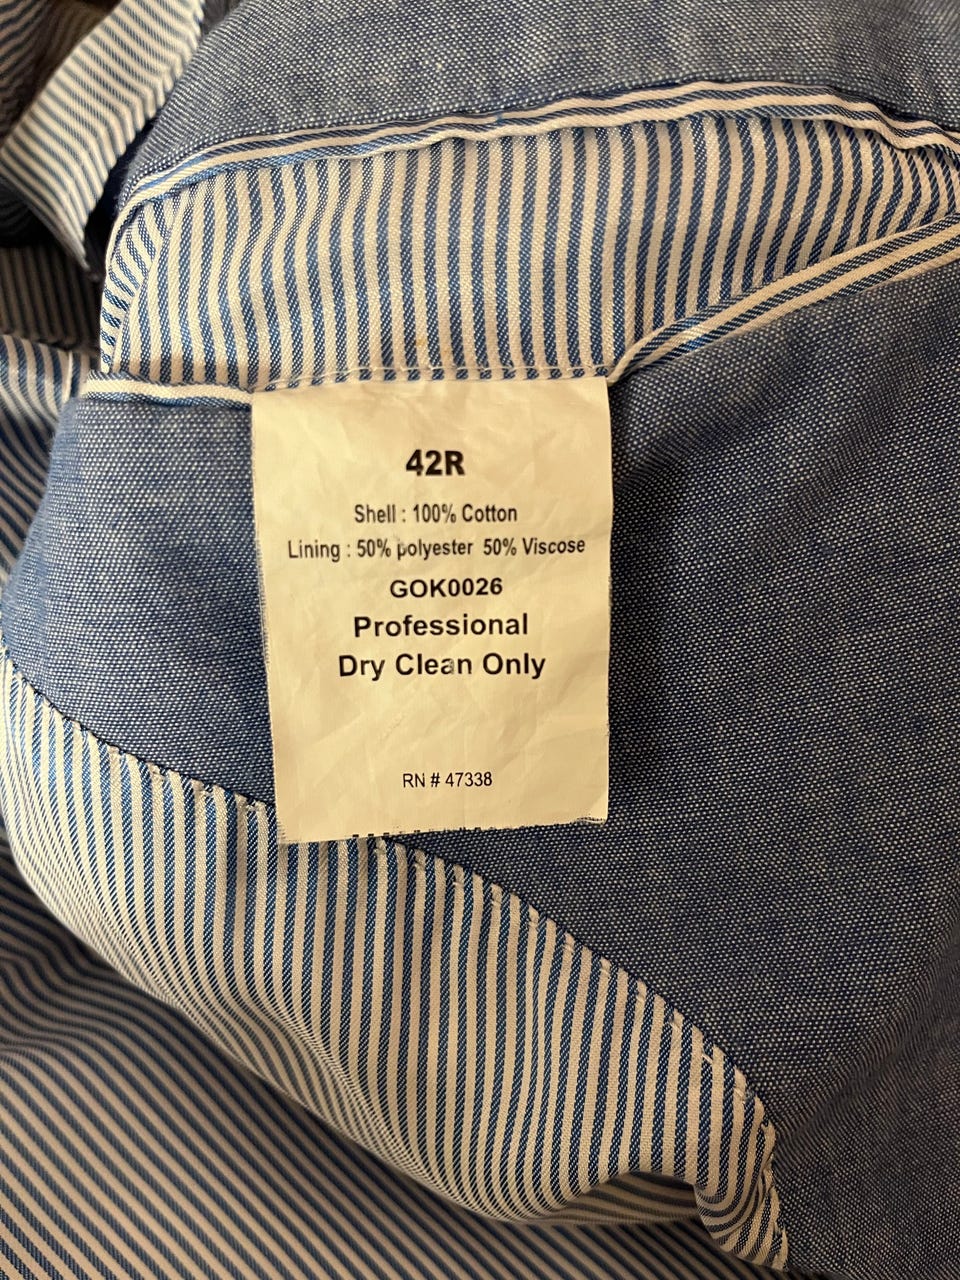 42R
Shell : 100% Cotton
Lining : 50% polyester 50% Viscose
GOK0026
Professional
Dry Clean Only
RN # 47338